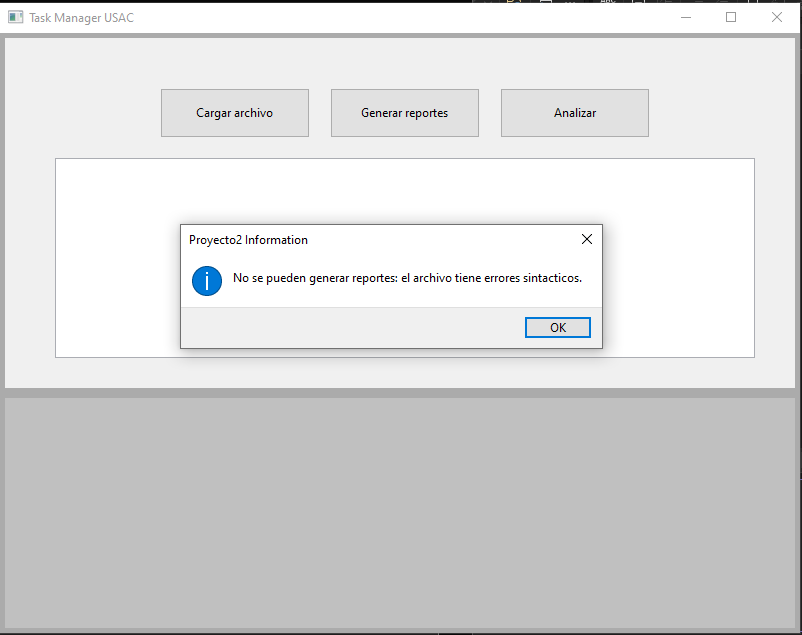 Task Manager USAC
Cargar archivo
Generar reportes
Analizar
Proyecto2 Information
No se pueden generar reportes: el archivo tiene errores sintacticos.
OK